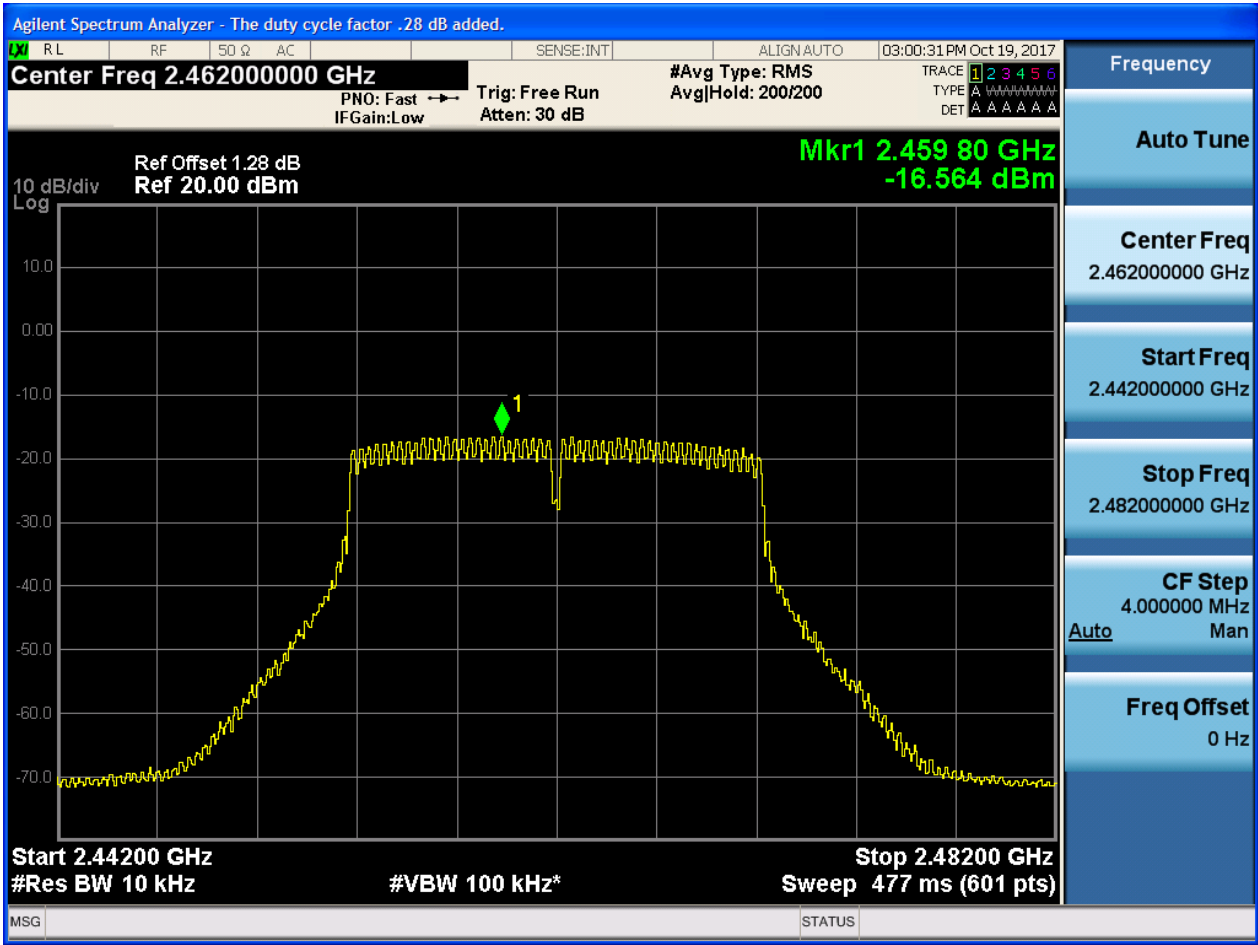 Agilent Spectrum Analyzer - The duty cycle factor .28 dB added.
LXI RL RF 50 Ω AC SENSE:INT ALIGNAUTO 03:00:31PM Oct 19, 2017
Center Freq 2.462000000 GHz
PNO: Fast
IFGain:Low
Trig: Free Run
Atten: 30 dB
#Avg Type: RMS
Avg|Hold: 200/200
TRACE 1 2 3 4 5 6
TYPE A WWWWW
DET A A A A A A
Mkr1 2.459 80 GHz
-16.564 dBm
Ref Offset 1.28 dB
10 dB/div Ref 20.00 dBm
Log
10.0
0.00
1
-10.0
-20.0
-30.0
-40.0
-50.0
-60.0
-70.0
Start 2.44200 GHz Stop 2.48200 GHz
#Res BW 10 kHz #VBW 100 kHz* Sweep 477 ms (601 pts)
MSG STATUS
Frequency
Auto Tune
Center Freq
2.462000000 GHz
Start Freq
2.442000000 GHz
Stop Freq
2.482000000 GHz
CF Step
4.000000 MHz
Auto Man
Freq Offset
0 Hz